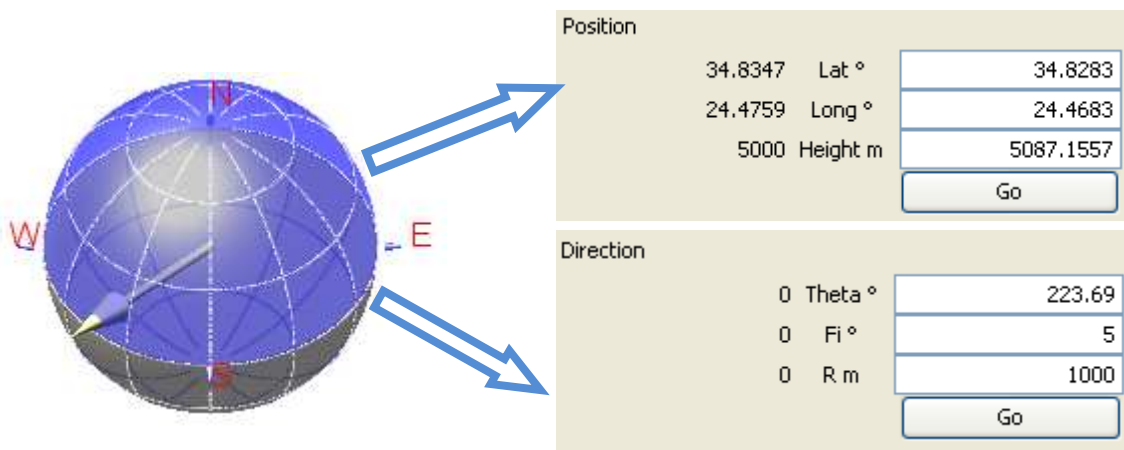 N
W
E
S
Position
34.8347 Lat ° 34.8283
24.4759 Long ° 24.4683
5000 Height m 5087.1557
Go
Direction
0 Theta ° 223.69
0 Fi ° 5
0 R m 1000
Go